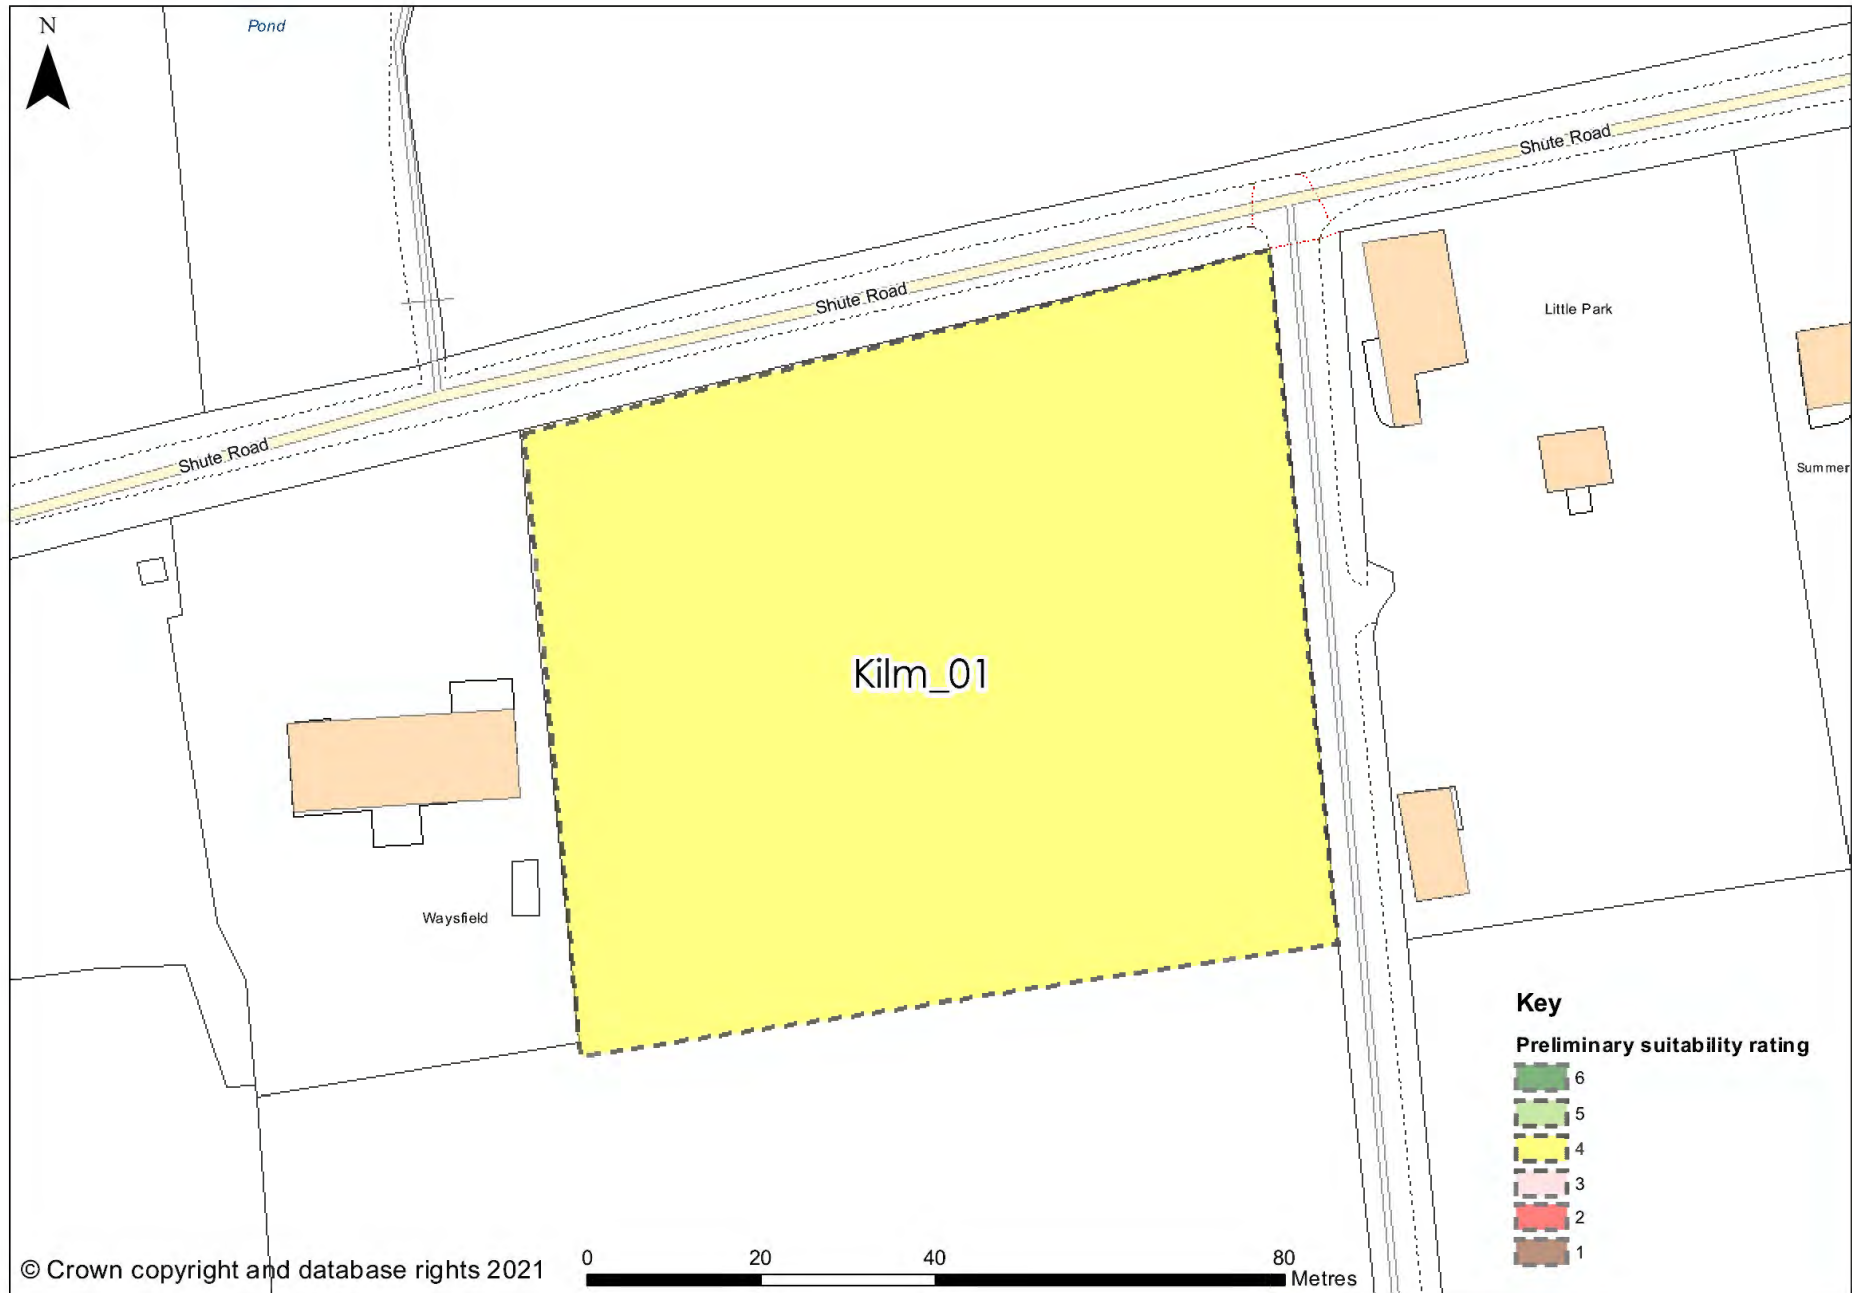 N
Pond
Shute Road
Shute Road
Little Park
Shute Road
Summer
Kilm_01
Waysfield
Key
Preliminary suitability rating
6
5
4
3
2
1
0 20 40 80
Metres
© Crown copyright and database rights 2021